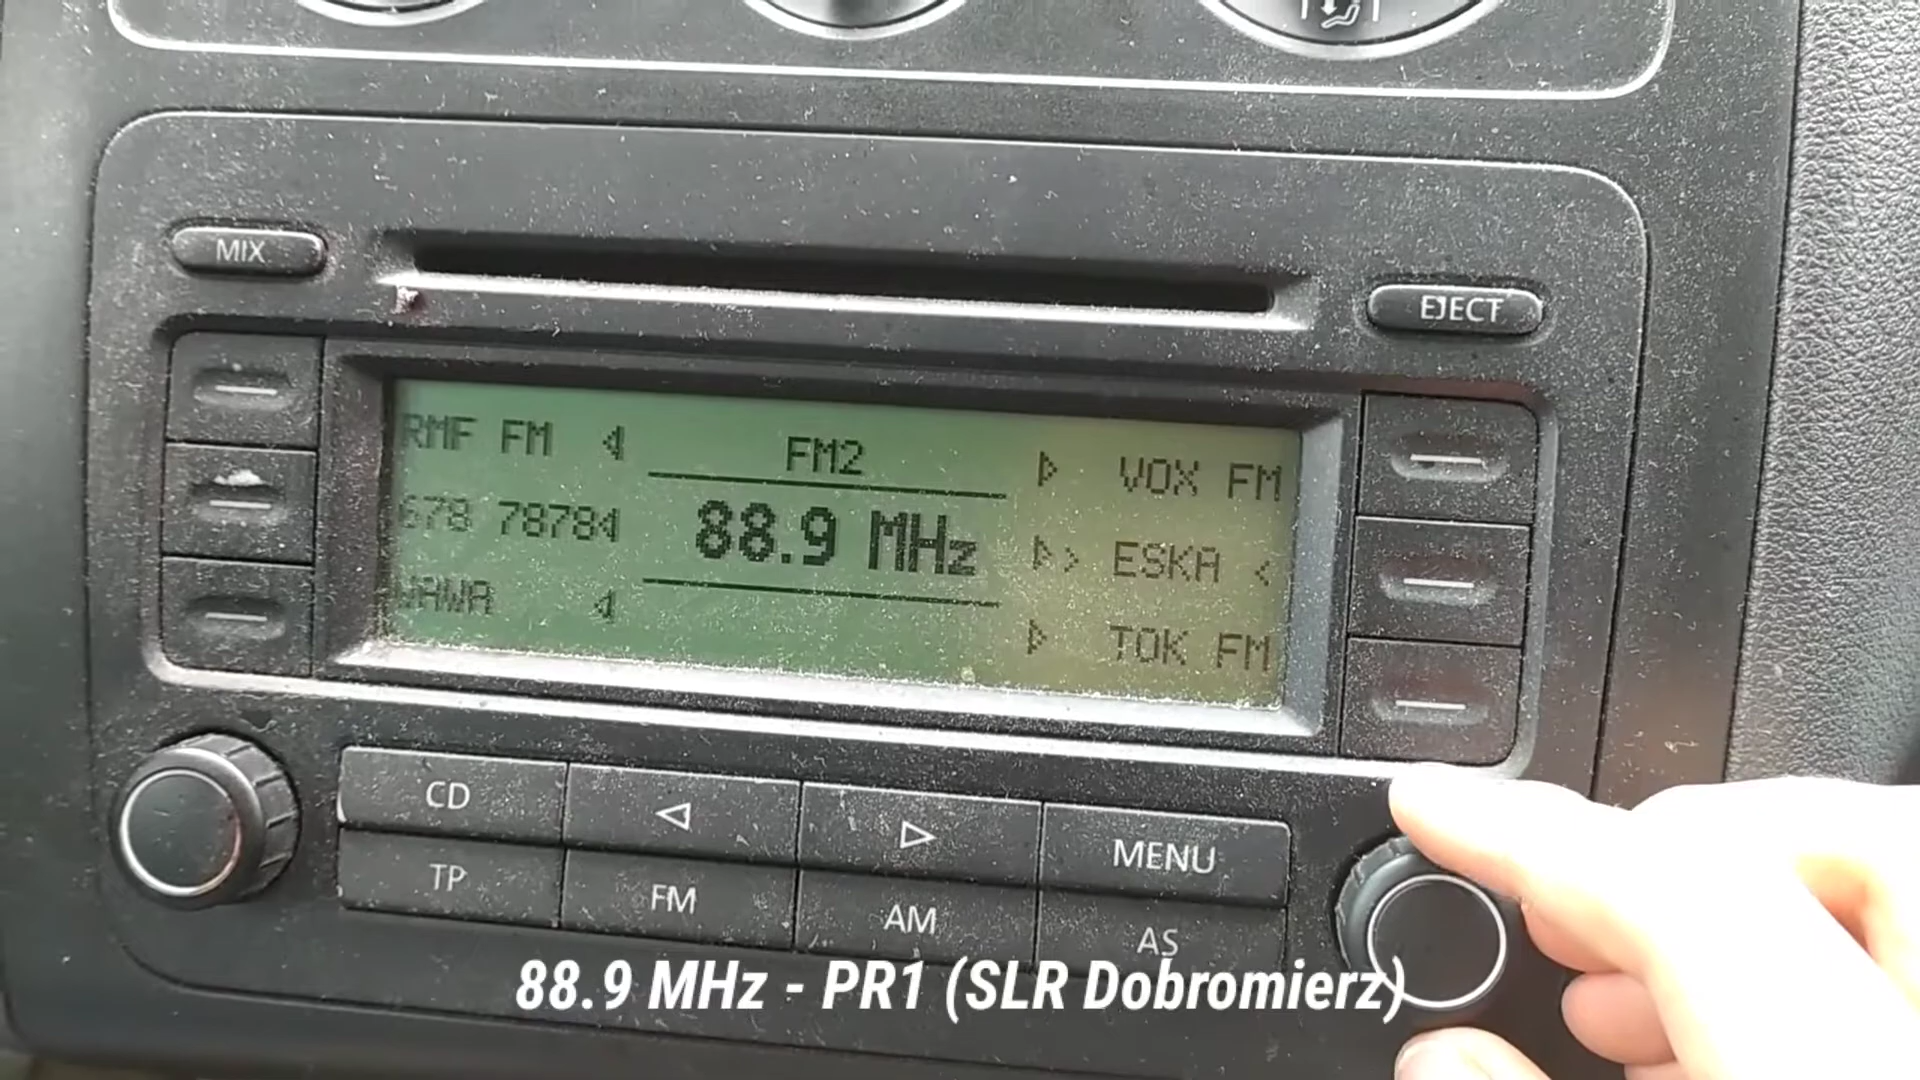 MIX
EJECT
RMF FM
FM2
VOX FM
678 78784
88.9 MHz
> ESKA <
WAWA
TOK FM
CD
MENU
TP
FM
AM
AS
88.9 MHz - PR1 (SLR Dobromierz)